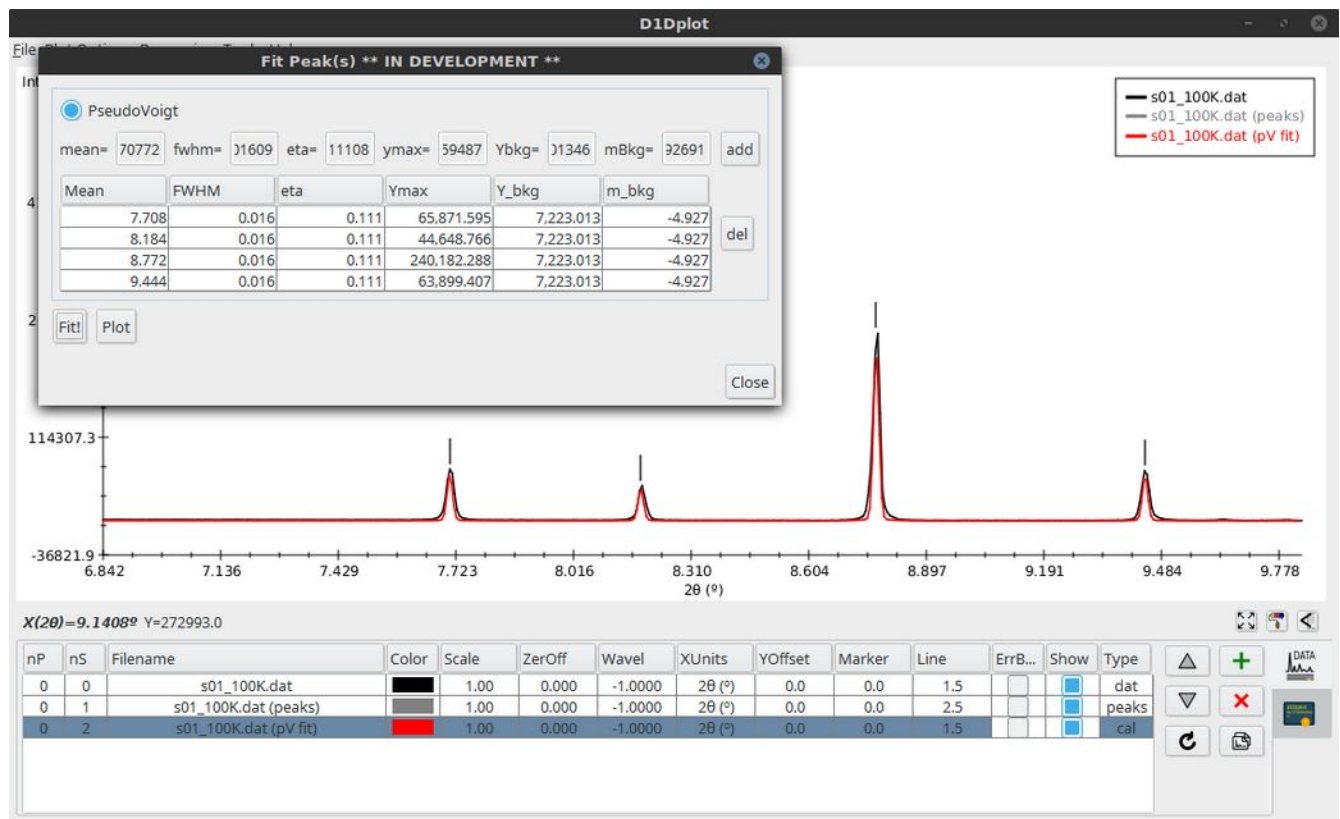 D1Dplot
File
Fit Peak(s) ** IN DEVELOPMENT **
PseudoVoigt
mean= 70772 fwhm= 01609 eta= 11108 ymax= 59487 Ybkg= 01346 mBkg= 92691 add
Mean FWHM eta Ymax Y_bkg m_bkg
7.708 0.016 0.111 65,871.595 7,223.013 -4.927
8.184 0.016 0.111 44,648.766 7,223.013 -4.927
8.772 0.016 0.111 240,182.288 7,223.013 -4.927
9.444 0.016 0.111 63,899.407 7,223.013 -4.927
del
Fit! Plot
Close
s01_100K.dat
s01_100K.dat (peaks)
s01_100K.dat (pV fit)
Int
4
2
114307.3
-36821.9
6.842 7.136 7.429 7.723 8.016 8.310 8.604 8.897 9.191 9.484 9.778
2θ (º)
X(2θ)=9.1408º Y=272993.0
nP nS Filename Color Scale ZerOff Wavel XUnits YOffset Marker Line ErrB... Show Type
0 0 s01_100K.dat 1.00 0.000 -1.0000 2θ (º) 0.0 0.0 1.5 dat
0 1 s01_100K.dat (peaks) 1.00 0.000 -1.0000 2θ (º) 0.0 0.0 2.5 peaks
0 2 s01_100K.dat (pV fit) 1.00 0.000 -1.0000 2θ (º) 0.0 0.0 1.5 cal
DATA